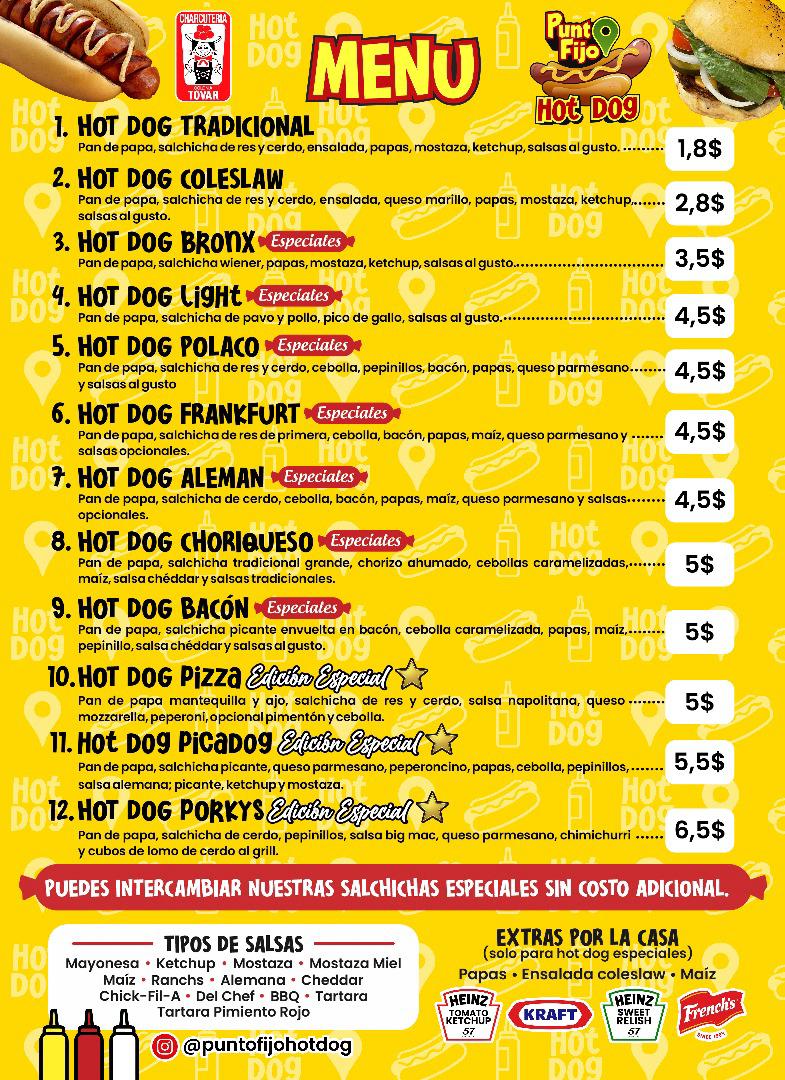 CHARCUTERIA
TOVAR
MENU
Punto
Fijo
HOT DOG
1. HOT DOG TRADICIONAL
Pan de papa, salchicha de res y cerdo, ensalada, papas, mostaza, ketchup, salsas al gusto. ......... 1,8$
2. HOT DOG COLESLAW
Pan de papa, salchicha de res y cerdo, ensalada, queso marillo, papas, mostaza, ketchup,....... 2,8$
salsas al gusto.
3. HOT DOG BRONX Especiales
Pan de papa, salchicha wiener, papas, mostaza, ketchup, salsas al gusto.................................. 3,5$
4. HOT DOG LIGHT Especiales
Pan de papa, salchicha de pavo y pollo, pico de gallo, salsas al gusto..................................... 4,5$
5. HOT DOG POLACO Especiales
Pan de papa, salchicha de res y cerdo, cebolla, pepinillos, bacón, papas, queso parmesano........ 4,5$
y salsas al gusto
6. HOT DOG FRANKFURT Especiales
Pan de papa, salchicha de res de primera, cebolla, bacón, papas, maíz, queso parmesano y ....... 4,5$
salsas opcionales.
7. HOT DOG ALEMAN Especiales
Pan de papa, salchicha de cerdo, cebolla, bacón, papas, maíz, queso parmesano y salsas........ 4,5$
opcionales.
8. HOT DOG CHORIQUESO Especiales
Pan de papa, salchicha tradicional grande, chorizo ahumado, cebollas caramelizadas,........ 5$
maíz, salsa chéddar y salsas tradicionales.
9. HOT DOG BACÓN Especiales
Pan de papa, salchicha picante envuelta en bacón, cebolla caramelizada, papas, maíz,........ 5$
pepinillo, salsa chéddar y salsas al gusto.
10. HOT DOG PIZZA Edición Especial
Pan de papa mantequilla y ajo, salchicha de res y cerdo, salsa napolitana, queso ........ 5$
mozzarella, peperoni, opcional pimentón y cebolla.
11. HOT DOG PICADOG Edición Especial
Pan de papa, salchicha picante, queso parmesano, peperoncino, papas, cebolla, pepinillos, ....... 5,5$
salsa alemana; picante, ketchup y mostaza.
12. HOT DOG PORKYS Edición Especial
Pan de papa, salchicha de cerdo, pepinillos, salsa big mac, queso parmesano, chimichurri ...... 6,5$
y cubos de lomo de cerdo al grill.
PUEDES INTERCAMBIAR NUESTRAS SALCHICHAS ESPECIALES SIN COSTO ADICIONAL.
TIPOS DE SALSAS
Mayonesa • Ketchup • Mostaza • Mostaza Miel
Maíz • Ranchs • Alemana • Cheddar
Chick-Fil-A • Del Chef • BBQ • Tartara
Tartara Pimiento Rojo
@puntofijohotdog
EXTRAS POR LA CASA
(solo para hot dog especiales)
Papas • Ensalada coleslaw • Maíz
HEINZ
TOMATO
KETCHUP
57
KRAFT
HEINZ
SWEET
RELISH
57
French's